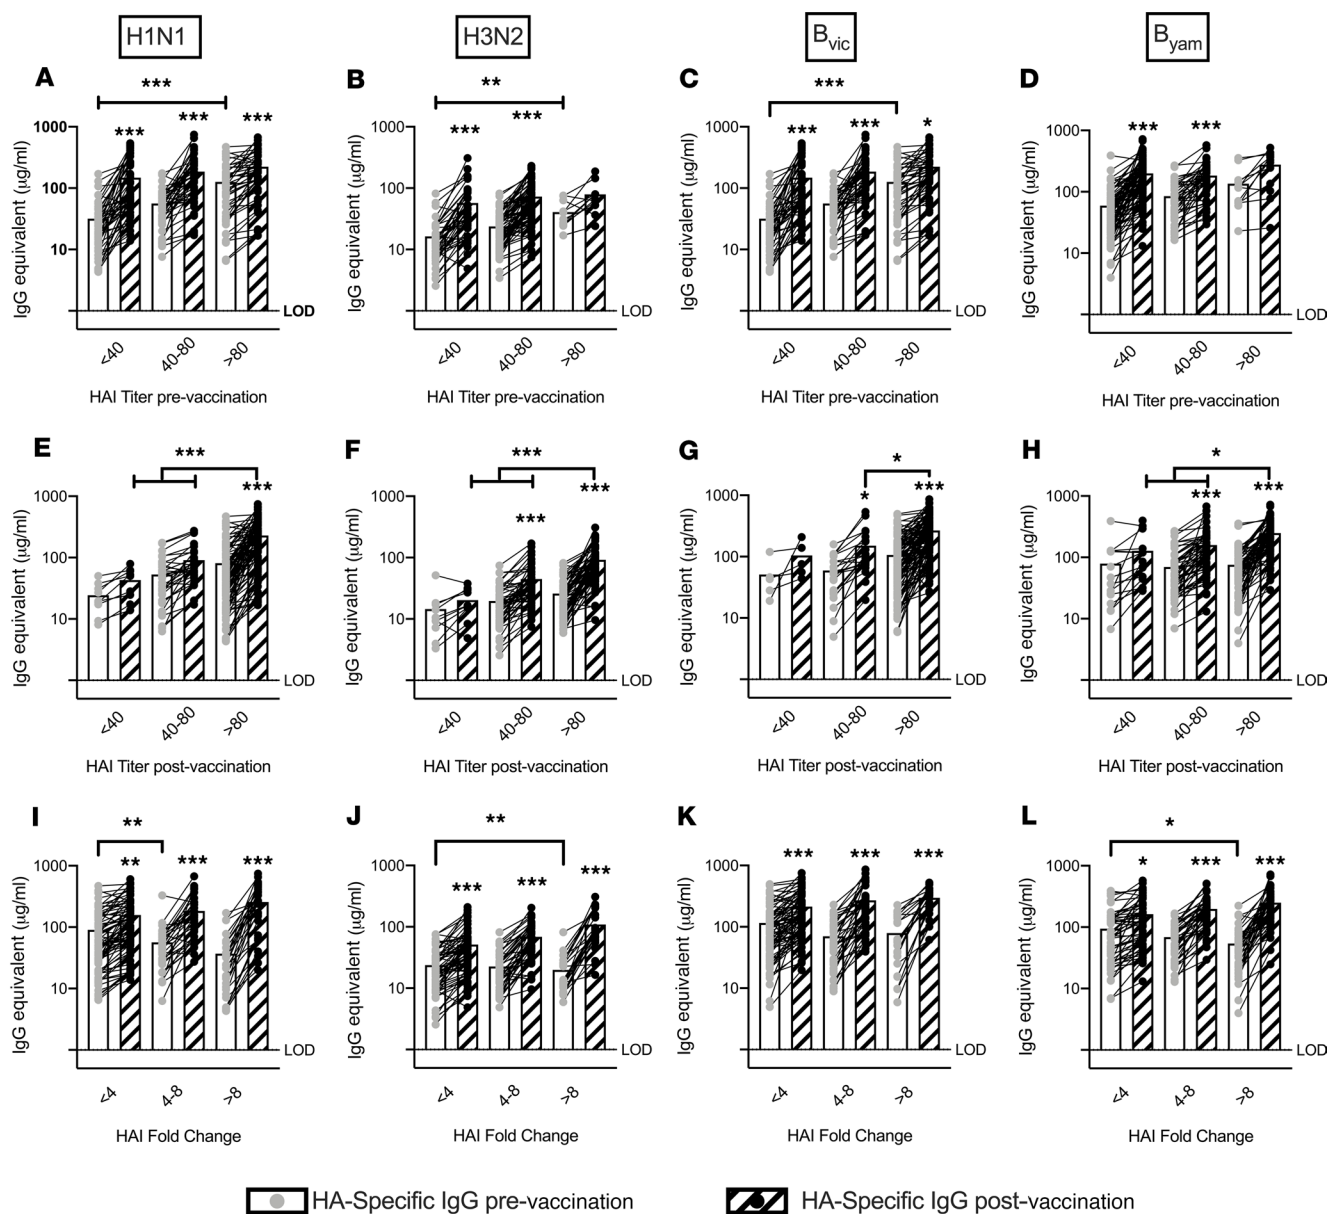 H1N1 H3N2 Bvic Byam
A B C D
*** ** ***
*** *** *** *** *** *** *** * *** ***
IgG equivalent (μg/ml) IgG equivalent (μg/ml) IgG equivalent (μg/ml) IgG equivalent (μg/ml)
1000 1000 1000 1000
100 100 100 100
10 10 10 10
LOD LOD LOD LOD
<40 40-80 >80 <40 40-80 >80 <40 40-80 >80 <40 40-80 >80
HAI Titer pre-vaccination HAI Titer pre-vaccination HAI Titer pre-vaccination HAI Titer pre-vaccination
E F G H
*** *** * *
*** *** *** * *** *** ***
IgG equivalent (μg/ml) IgG equivalent (μg/ml) IgG equivalent (μg/ml) IgG equivalent (μg/ml)
1000 1000 1000 1000
100 100 100 100
10 10 10 10
LOD LOD LOD LOD
<40 40-80 >80 <40 40-80 >80 <40 40-80 >80 <40 40-80 >80
HAI Titer post-vaccination HAI Titer post-vaccination HAI Titer post-vaccination HAI Titer post-vaccination
I J K L
** ** *
** *** *** *** *** *** *** *** *** * *** ***
IgG equivalent (μg/ml) IgG equivalent (μg/ml) IgG equivalent (μg/ml) IgG equivalent (μg/ml)
1000 1000 1000 1000
100 100 100 100
10 10 10 10
LOD LOD LOD LOD
<4 4-8 >8 <4 4-8 >8 <4 4-8 >8 <4 4-8 >8
HAI Fold Change HAI Fold Change HAI Fold Change HAI Fold Change
HA-Specific IgG pre-vaccination HA-Specific IgG post-vaccination